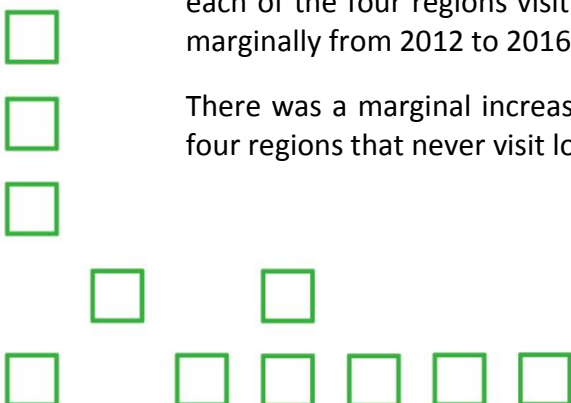 each of the four regions visit
marginally from 2012 to 2016
There was a marginal increas
four regions that never visit lo